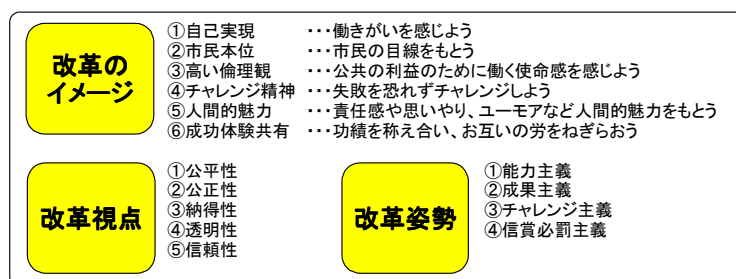 改革の
イメージ
①自己実現 ・・・働きがいを感じよう
②市民本位 ・・・市民の目線をもとう
③高い倫理観 ・・・公共の利益のために働く使命感を感じよう
④チャレンジ精神 ・・・失敗を恐れずチャレンジしよう
⑤人間的魅力 ・・・責任感や思いやり、ユーモアなど人間的魅力をもとう
⑥成功体験共有 ・・・功績を称え合い、お互いの労をねぎらおう
改革視点
①公平性
②公正性
③納得性
④透明性
⑤信頼性
改革姿勢
①能力主義
②成果主義
③チャレンジ主義
④信賞必罰主義